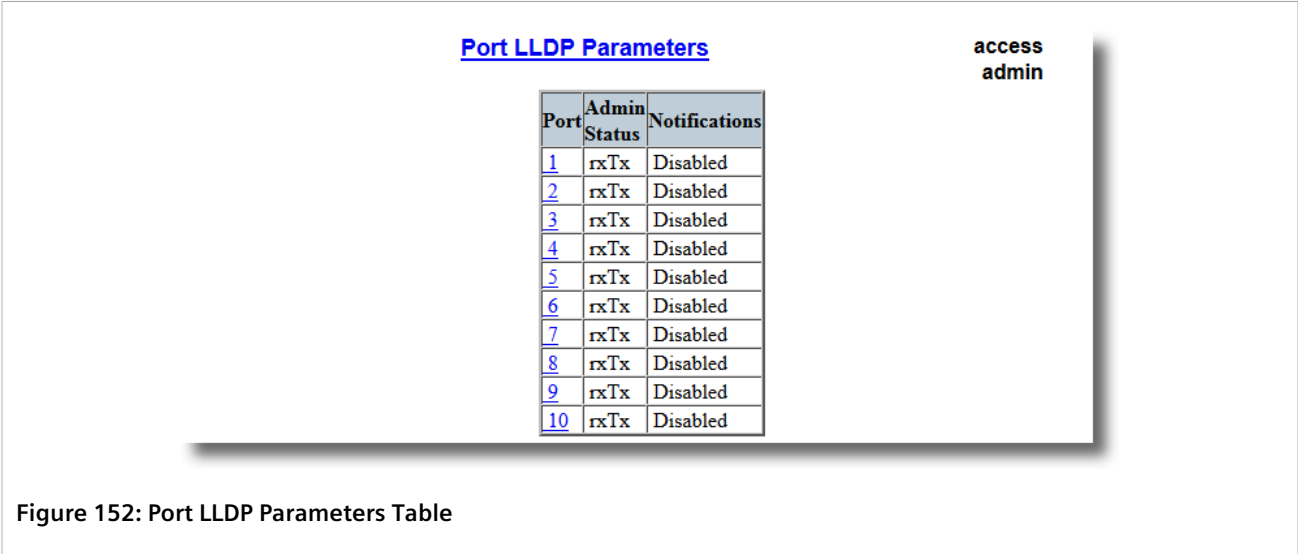 Port LLDP Parameters
access
admin
Port Admin Status Notifications
1 rxTx Disabled
2 rxTx Disabled
3 rxTx Disabled
4 rxTx Disabled
5 rxTx Disabled
6 rxTx Disabled
7 rxTx Disabled
8 rxTx Disabled
9 rxTx Disabled
10 rxTx Disabled
Figure 152: Port LLDP Parameters Table